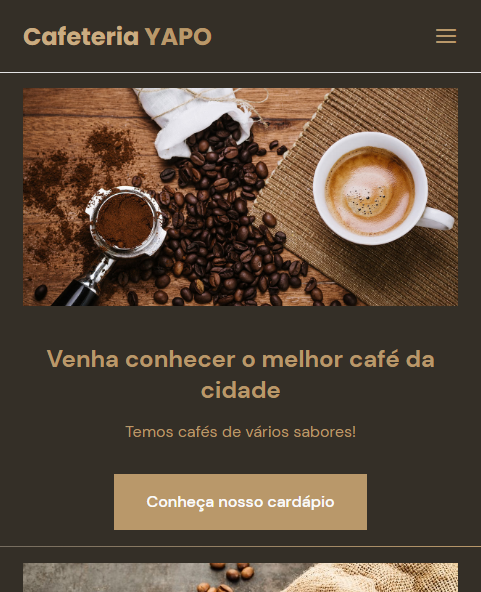 Cafeteria YAPO
Venha conhecer o melhor café da
cidade
Temos cafés de vários sabores!
Conheça nosso cardápio